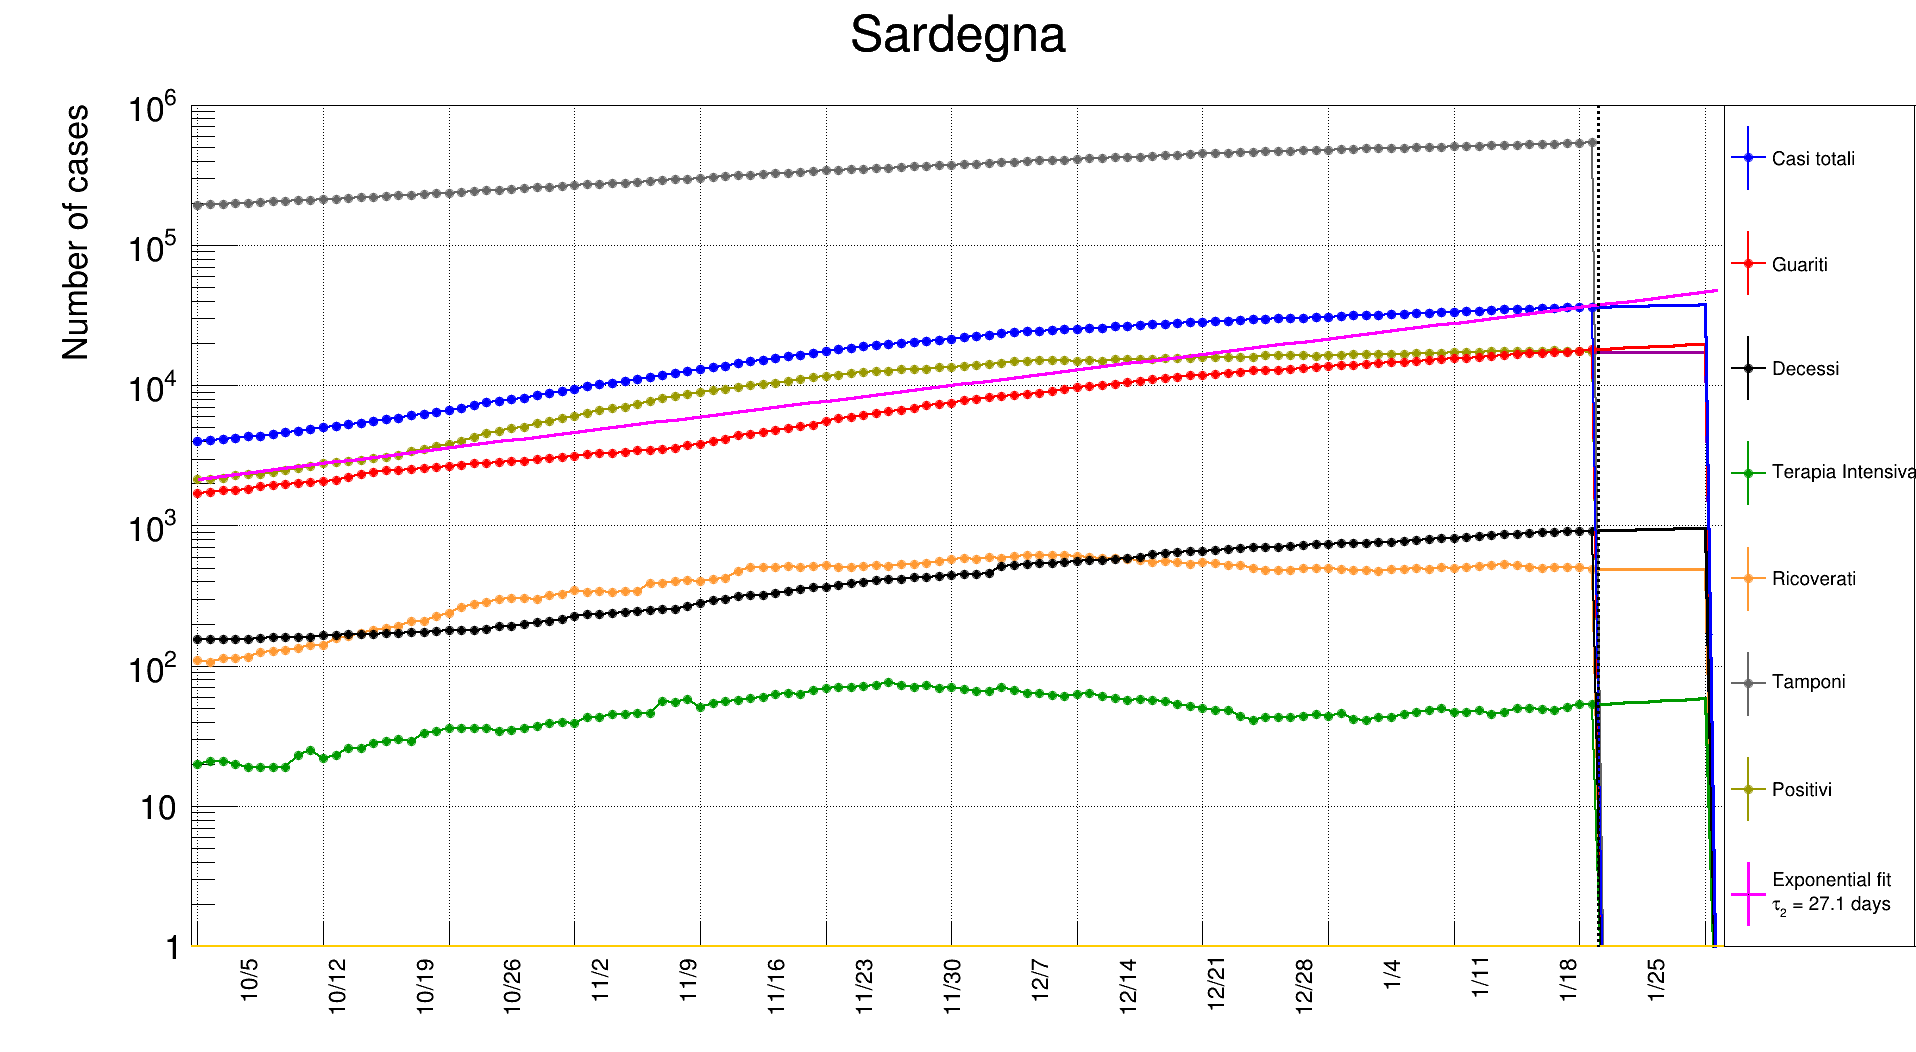 Sardegna
Number of cases
10^6
10^5
10^4
10^3
10^2
10
1
10/5
10/12
10/19
10/26
11/2
11/9
11/16
11/23
11/30
12/7
12/14
12/21
12/28
1/4
1/11
1/18
1/25
Casi totali
Guariti
Decessi
Terapia Intensiva
Ricoverati
Tamponi
Positivi
Exponential fit
τ₂ = 27.1 days